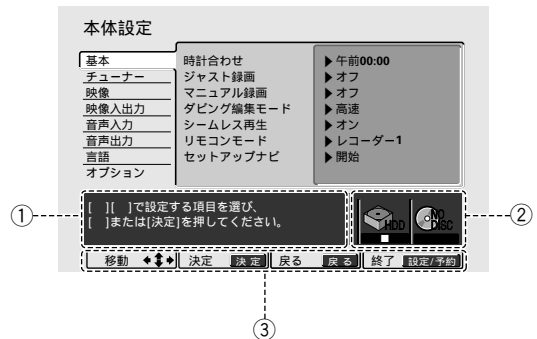 本体設定
基本
チューナー
映像
映像入出力
音声入力
音声出力
言語
オプション
時計合わせ ▶午前00:00
ジャスト録画 ▶オフ
マニュアル録画 ▶オフ
ダビング編集モード ▶高速
シームレス再生 ▶オン
リモコンモード ▶レコーダー1
セットアップナビ ▶開始
[ ][ ]で設定する項目を選び、
[ ]または[決定]を押してください。
HDD
NO DISC
移動 決定 決定 戻る 戻る 終了 設定/予約
①
②
③